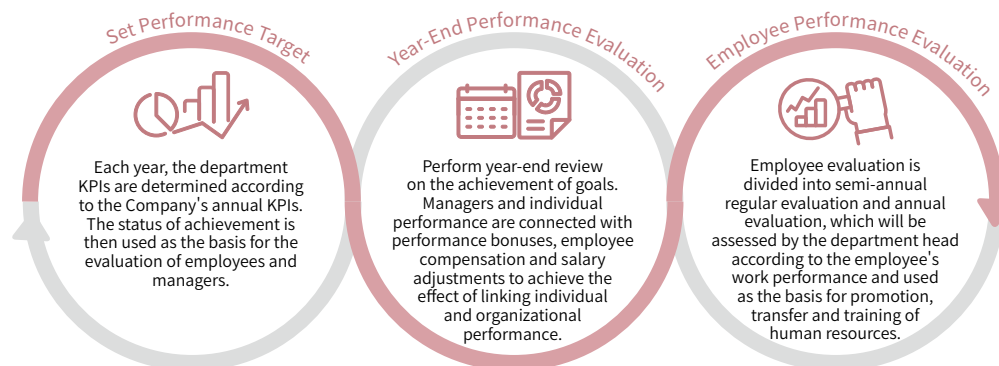 Set Performance Target
Each year, the department
KPIs are determined according
to the Company's annual KPIs.
The status of achievement is
then used as the basis for the
evaluation of employees and
managers.
Year-End Performance Evaluation
Perform year-end review
on the achievement of goals.
Managers and individual
performance are connected with
performance bonuses, employee
compensation and salary
adjustments to achieve the
effect of linking individual
and organizational
performance.
Employee Performance Evaluation
Employee evaluation is
divided into semi-annual
regular evaluation and annual
evaluation, which will be
assessed by the department head
according to the employee's
work performance and used
as the basis for promotion,
transfer and training of
human resources.